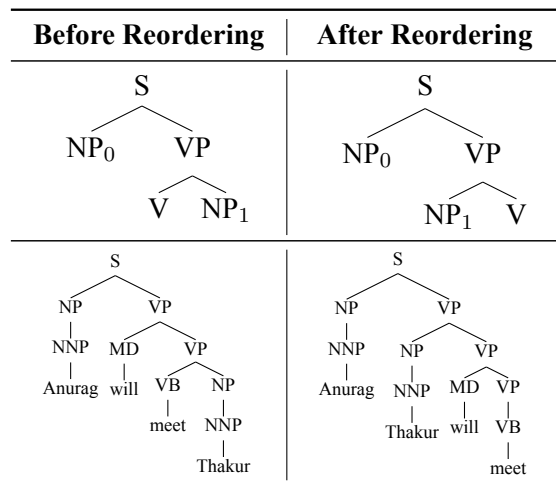 Before Reordering After Reordering
S
NP₀ VP
V NP₁
S
NP₀ VP
NP₁ V
S
NP VP
NNP MD VP
Anurag will VB NP
meet NNP
Thakur
S
NP VP
NNP NP VP
Anurag NNP MD VP
Thakur will VB
meet